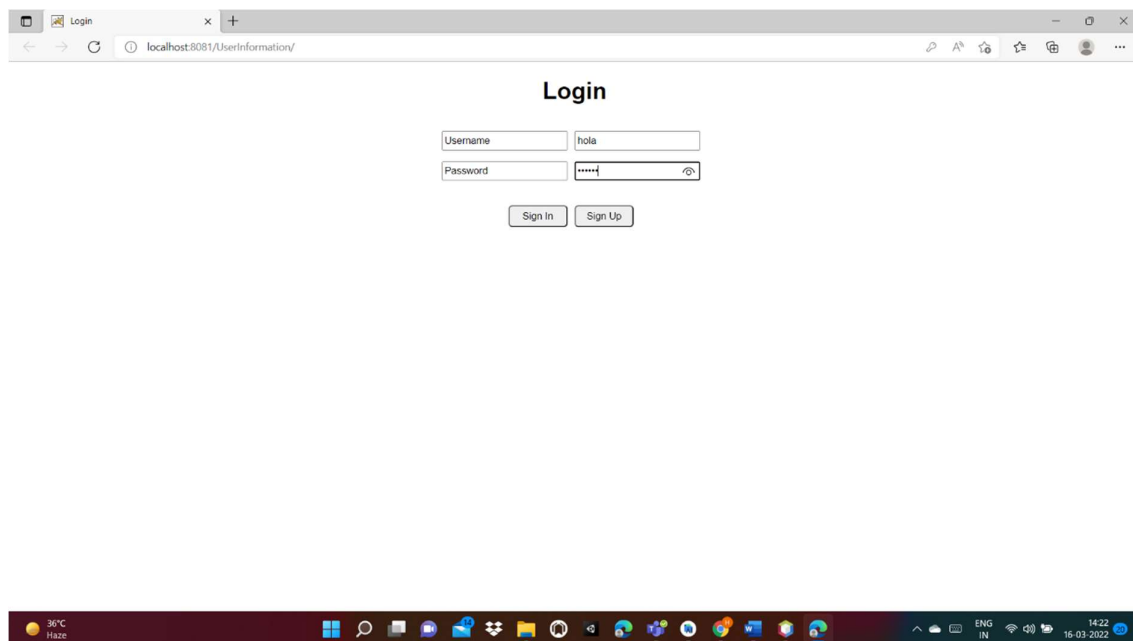 Login
localhost:8081/UserInformation/
Login
Username hola
Password ••••••
Sign In Sign Up
36°C
Haze
ENG
IN
14:22
16-03-2022